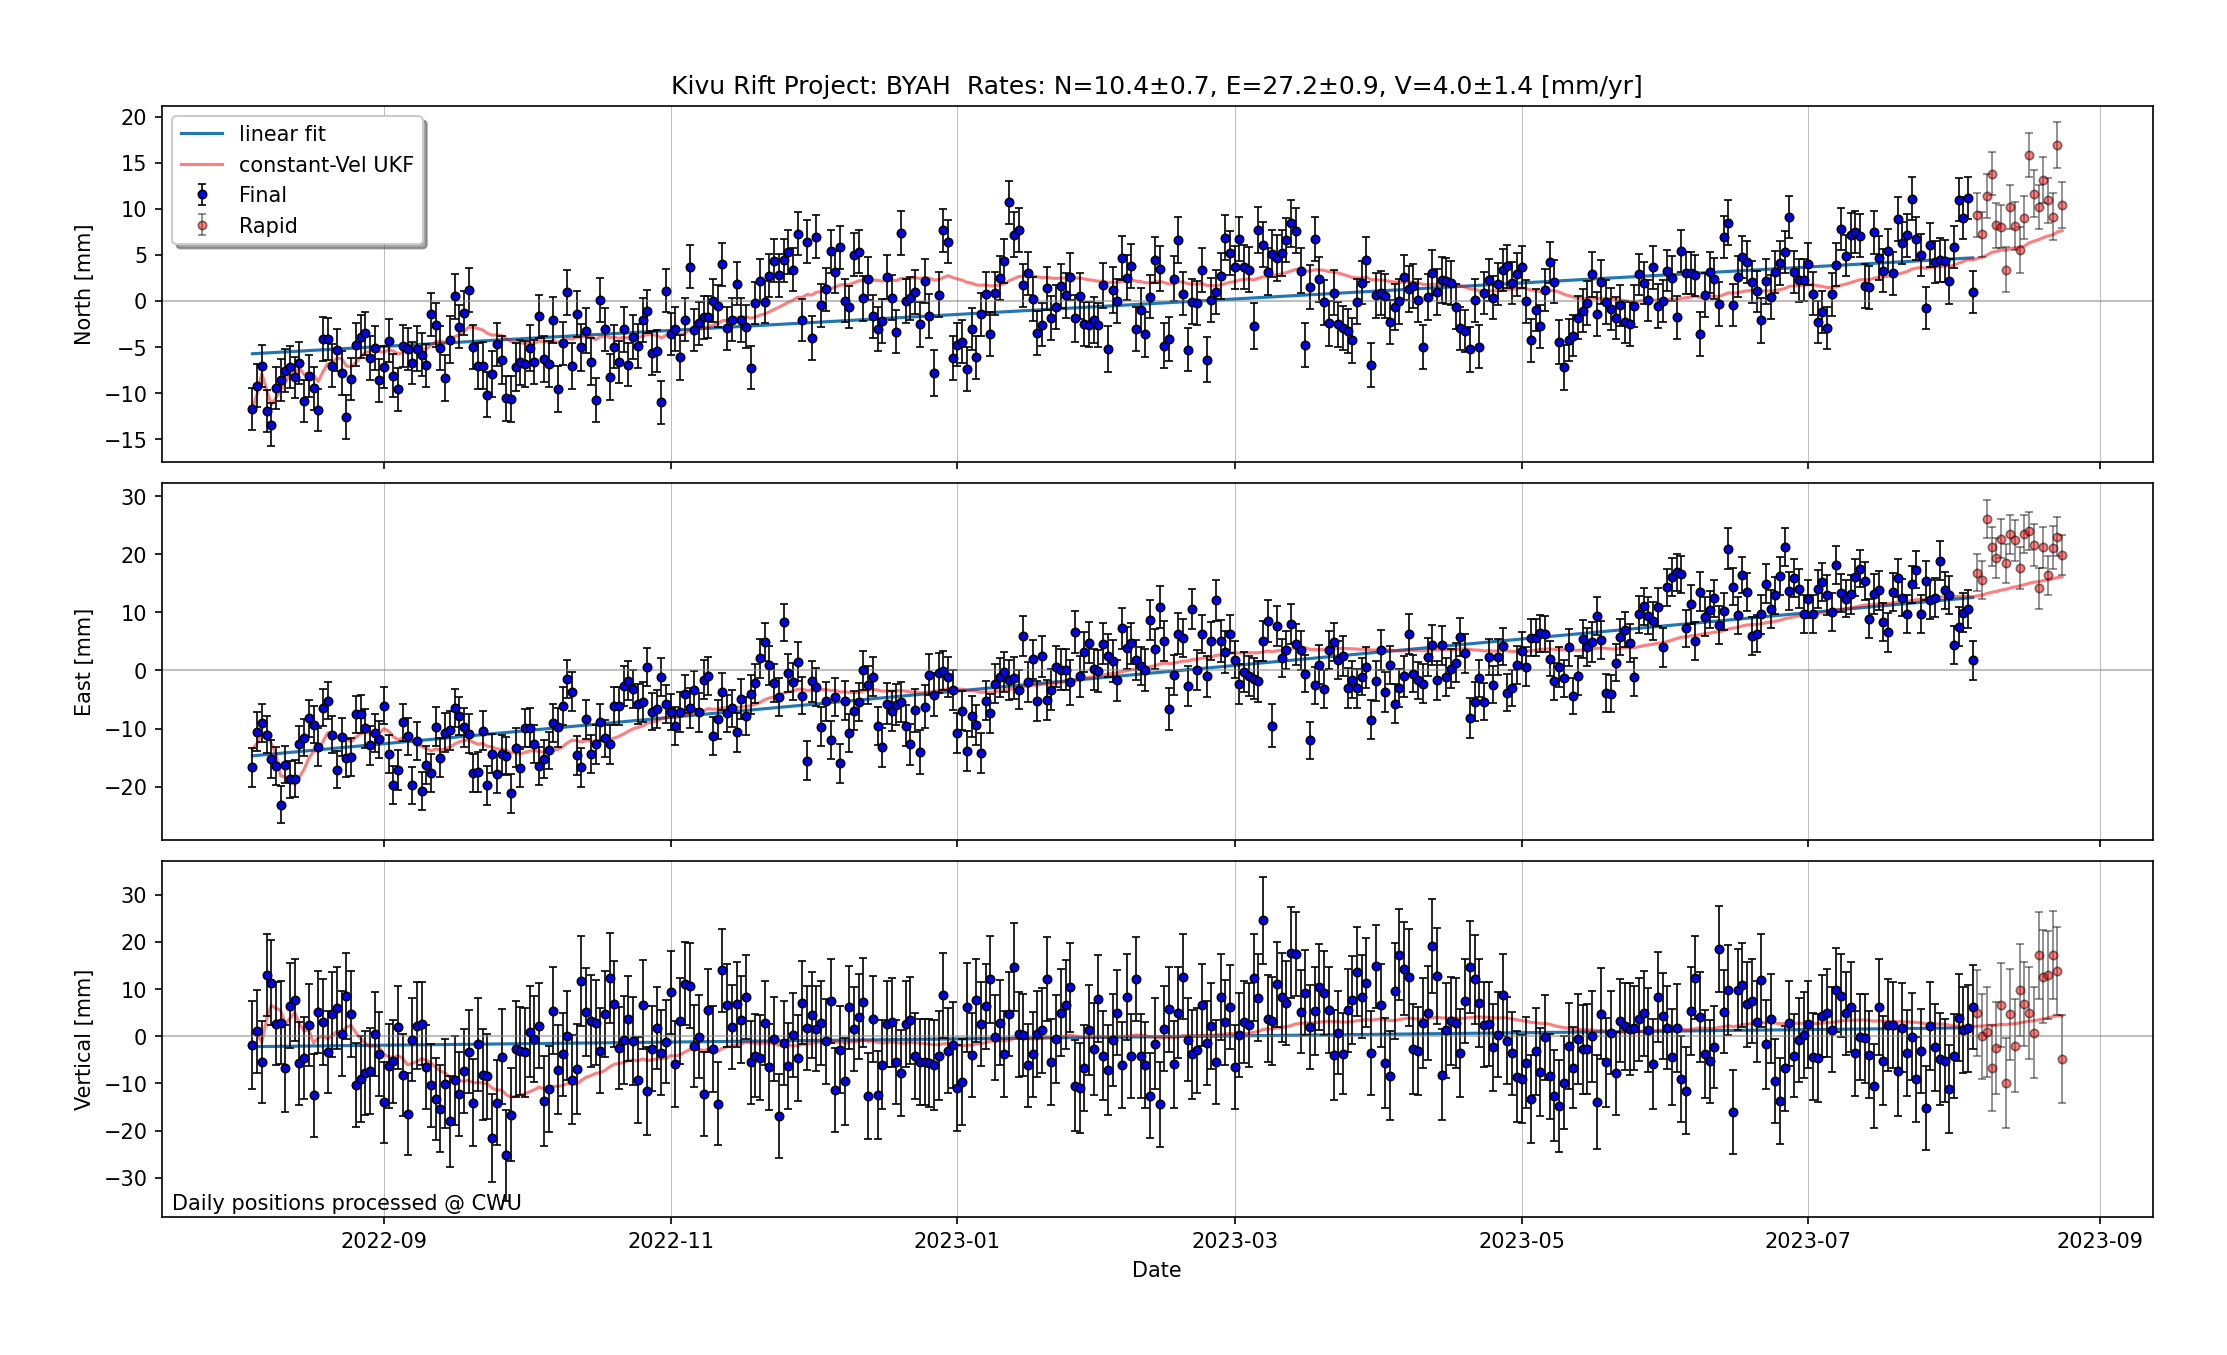 Kivu Rift Project: BYAH  Rates: N=10.4±0.7, E=27.2±0.9, V=4.0±1.4 [mm/yr]
linear fit
constant-Vel UKF
Final
Rapid
North [mm]
20
15
10
5
0
−5
−10
−15
East [mm]
30
20
10
0
−10
−20
Vertical [mm]
30
20
10
0
−10
−20
−30
Daily positions processed @ CWU
2022-09 2022-11 2023-01 2023-03 2023-05 2023-07 2023-09
Date